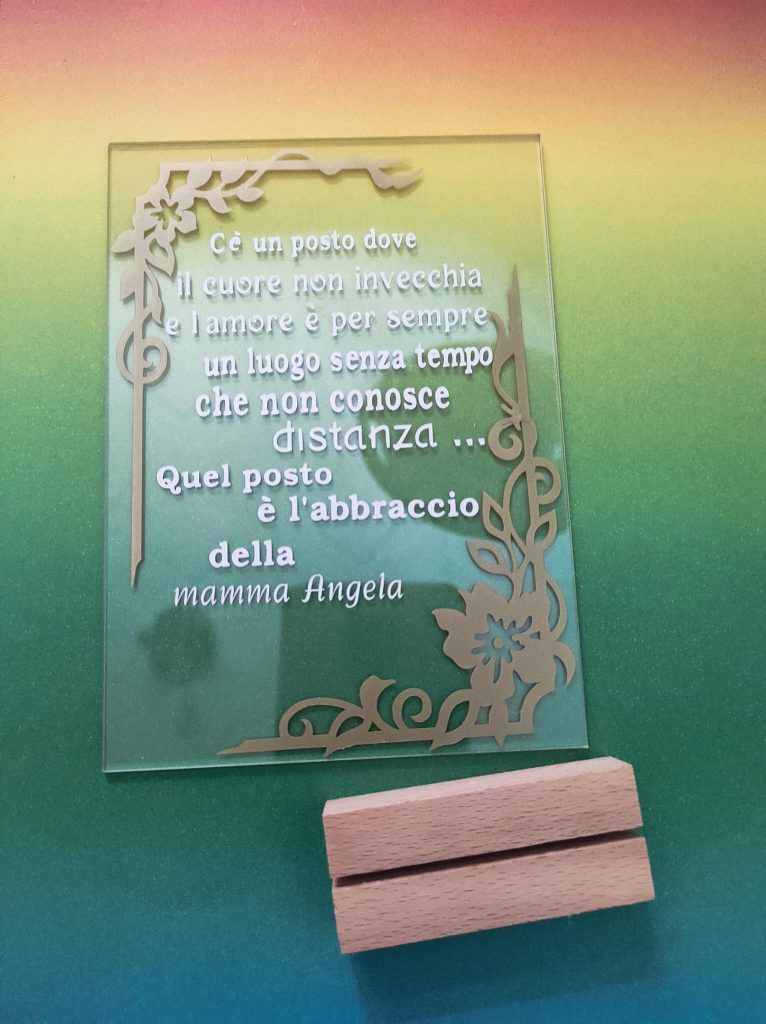 C'è un posto dove
il cuore non invecchia
e l'amore è per sempre
un luogo senza tempo
che non conosce
distanza ...
Quel posto
è l'abbraccio
della
mamma Angela